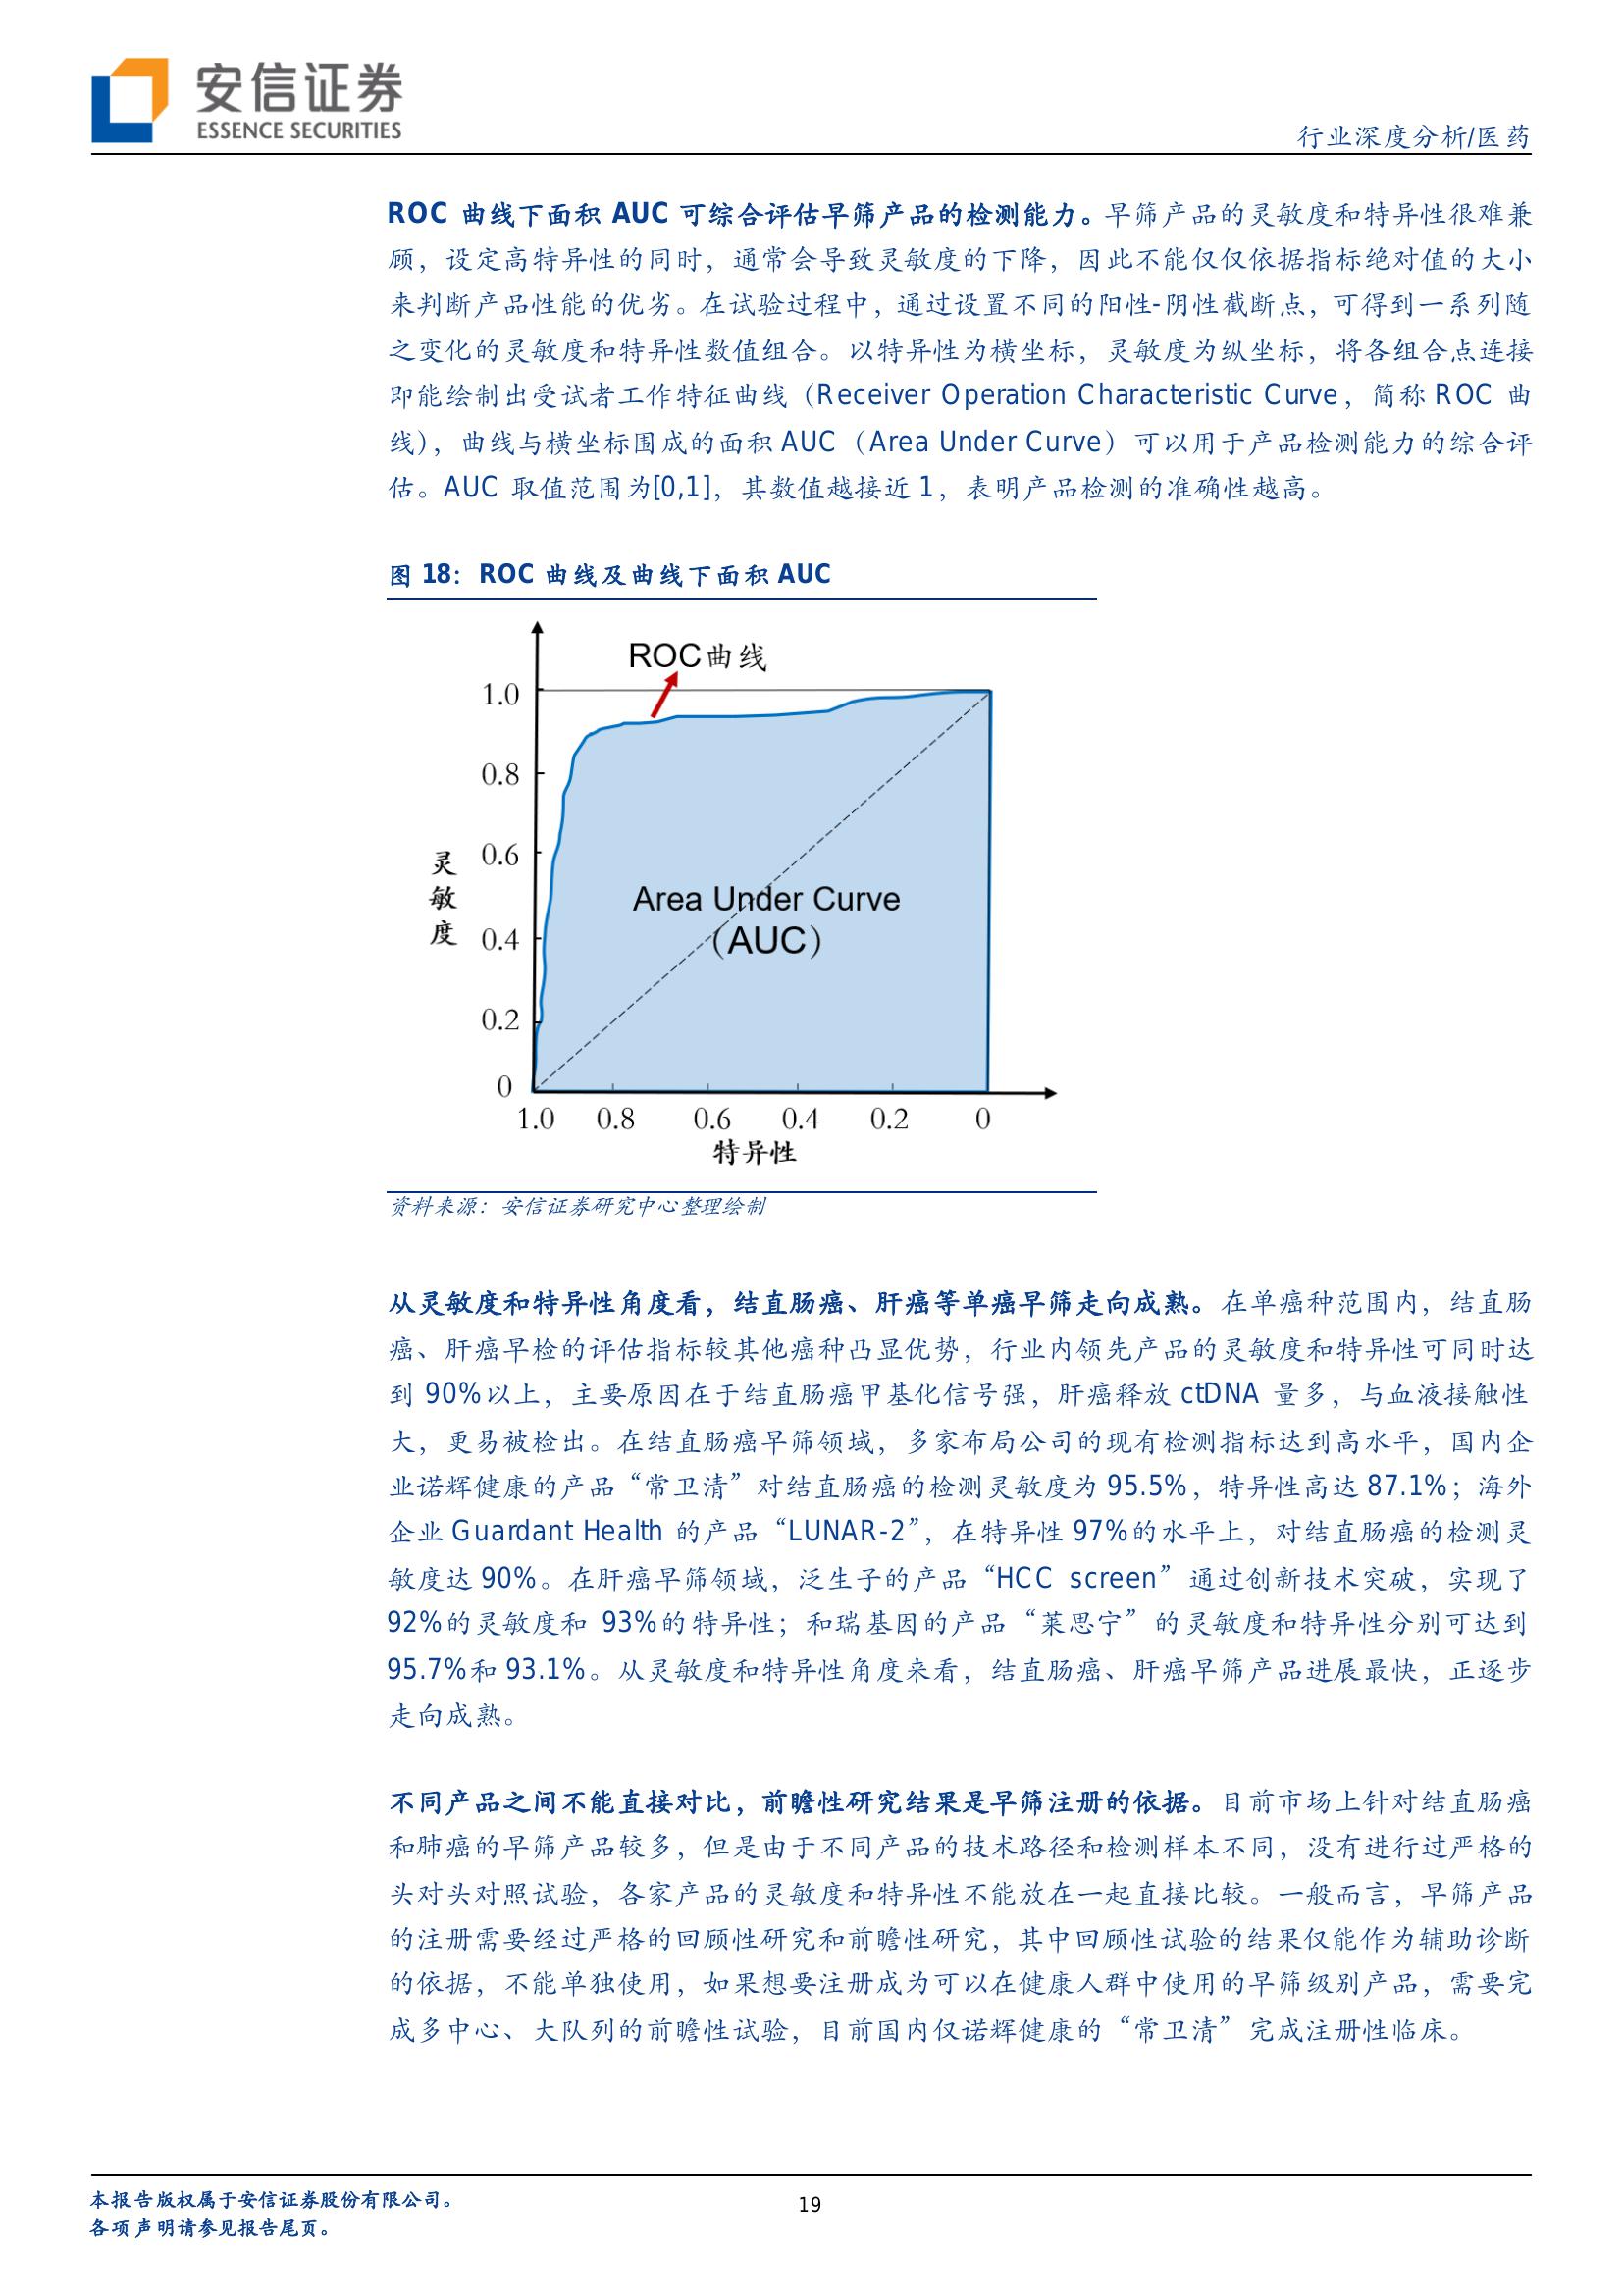 安信证券
ESSENCE SECURITIES
行业深度分析/医药
ROC 曲线下面积 AUC 可综合评估早筛产品的检测能力。早筛产品的灵敏度和特异性很难兼
顾，设定高特异性的同时，通常会导致灵敏度的下降，因此不能仅仅依据指标绝对值的大小
来判断产品性能的优劣。在试验过程中，通过设置不同的阳性-阴性截断点，可得到一系列随
之变化的灵敏度和特异性数值组合。以特异性为横坐标，灵敏度为纵坐标，将各组合点连接
即能绘制出受试者工作特征曲线（Receiver Operation Characteristic Curve，简称 ROC 曲
线），曲线与横坐标围成的面积 AUC（Area Under Curve）可以用于产品检测能力的综合评
估。AUC 取值范围为[0,1]，其数值越接近 1，表明产品检测的准确性越高。
图 18：ROC 曲线及曲线下面积 AUC
ROC曲线
1.0
0.8
0.6
0.4
0.2
0
灵敏度
Area Under Curve
（AUC）
1.0 0.8 0.6 0.4 0.2 0
特异性
资料来源：安信证券研究中心整理绘制
从灵敏度和特异性角度看，结直肠癌、肝癌等单癌早筛走向成熟。在单癌种范围内，结直肠
癌、肝癌早检的评估指标较其他癌种凸显优势，行业内领先产品的灵敏度和特异性可同时达
到 90%以上，主要原因在于结直肠癌甲基化信号强，肝癌释放 ctDNA 量多，与血液接触性
大，更易被检出。在结直肠癌早筛领域，多家布局公司的现有检测指标达到高水平，国内企
业诺辉健康的产品“常卫清”对结直肠癌的检测灵敏度为 95.5%，特异性高达 87.1%；海外
企业 Guardant Health 的产品“LUNAR-2”，在特异性 97%的水平上，对结直肠癌的检测灵
敏度达 90%。在肝癌早筛领域，泛生子的产品“HCC screen”通过创新技术突破，实现了
92%的灵敏度和 93%的特异性；和瑞基因的产品“莱思宁”的灵敏度和特异性分别可达到
95.7%和 93.1%。从灵敏度和特异性角度来看，结直肠癌、肝癌早筛产品进展最快，正逐步
走向成熟。
不同产品之间不能直接对比，前瞻性研究结果是早筛注册的依据。目前市场上针对结直肠癌
和肺癌的早筛产品较多，但是由于不同产品的技术路径和检测样本不同，没有进行过严格的
头对头对照试验，各家产品的灵敏度和特异性不能放在一起直接比较。一般而言，早筛产品
的注册需要经过严格的回顾性研究和前瞻性研究，其中回顾性试验的结果仅能作为辅助诊断
的依据，不能单独使用，如果想要注册成为可以在健康人群中使用的早筛级别产品，需要完
成多中心、大队列的前瞻性试验，目前国内仅诺辉健康的“常卫清”完成注册性临床。
本报告版权属于安信证券股份有限公司。
各项声明请参见报告尾页。
19